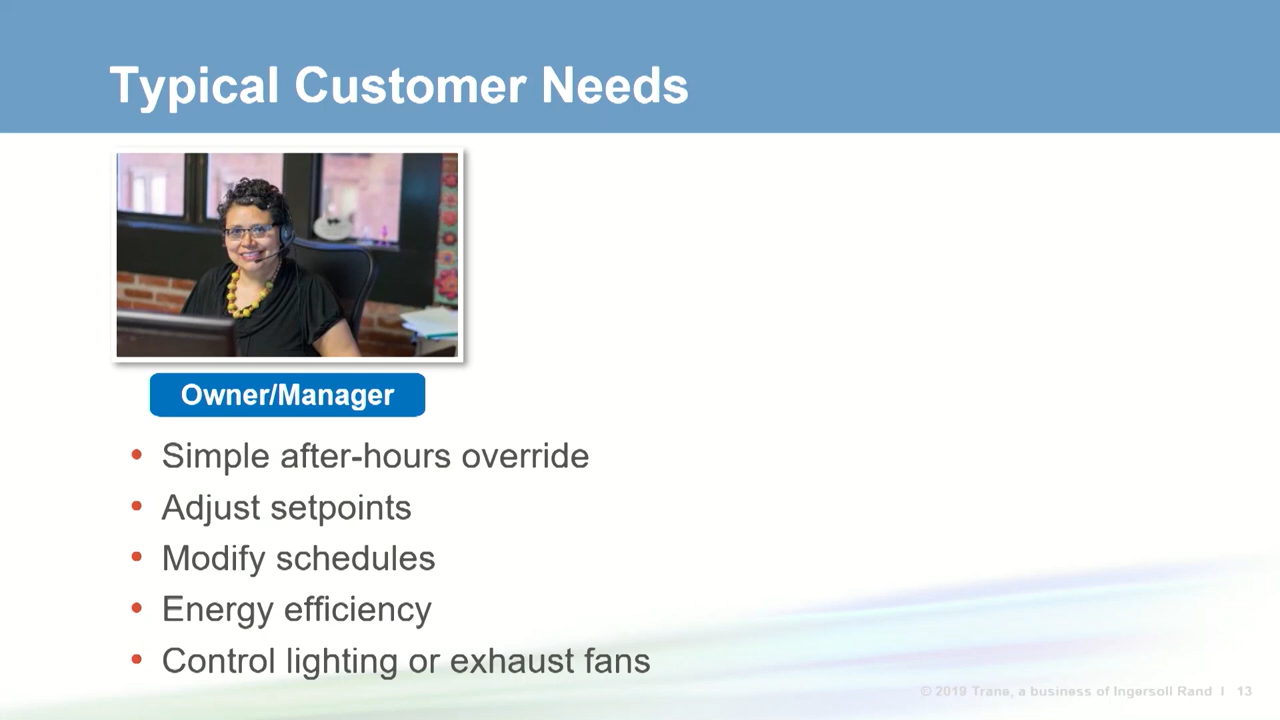 Typical Customer Needs
Owner/Manager
• Simple after-hours override
• Adjust setpoints
• Modify schedules
• Energy efficiency
• Control lighting or exhaust fans
© 2019 Trane, a business of Ingersoll Rand I 13